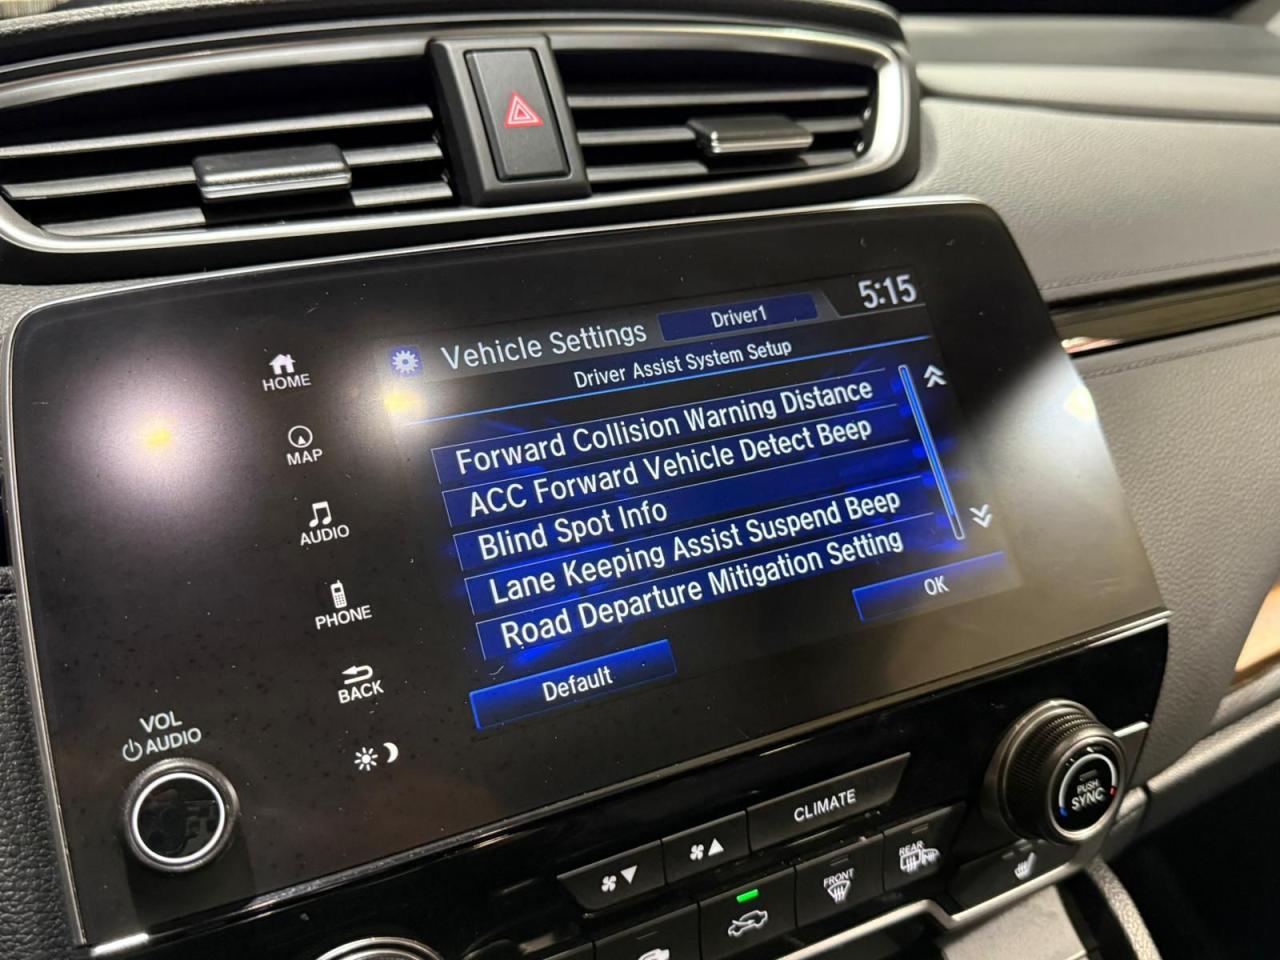 Vehicle Settings
Driver1
5:15
Driver Assist System Setup
Forward Collision Warning Distance
ACC Forward Vehicle Detect Beep
Blind Spot Info
Lane Keeping Assist Suspend Beep
Road Departure Mitigation Setting
Default
OK
HOME
MAP
AUDIO
PHONE
BACK
VOL
AUDIO
CLIMATE
PUSH
SYNC
FRONT
REAR